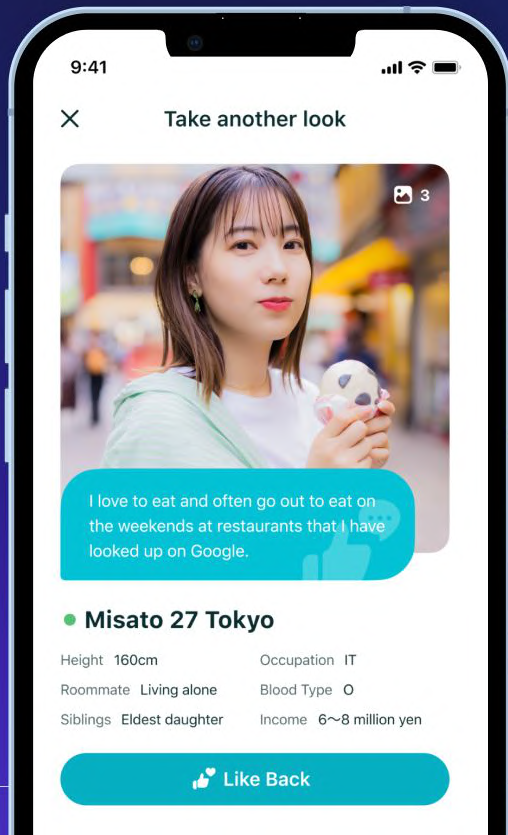 9:41
Take another look
3
I love to eat and often go out to eat on
the weekends at restaurants that I have
looked up on Google.
Misato 27 Tokyo
Height 160cm
Occupation IT
Roommate Living alone
Blood Type O
Siblings Eldest daughter
Income 6〜8 million yen
Like Back